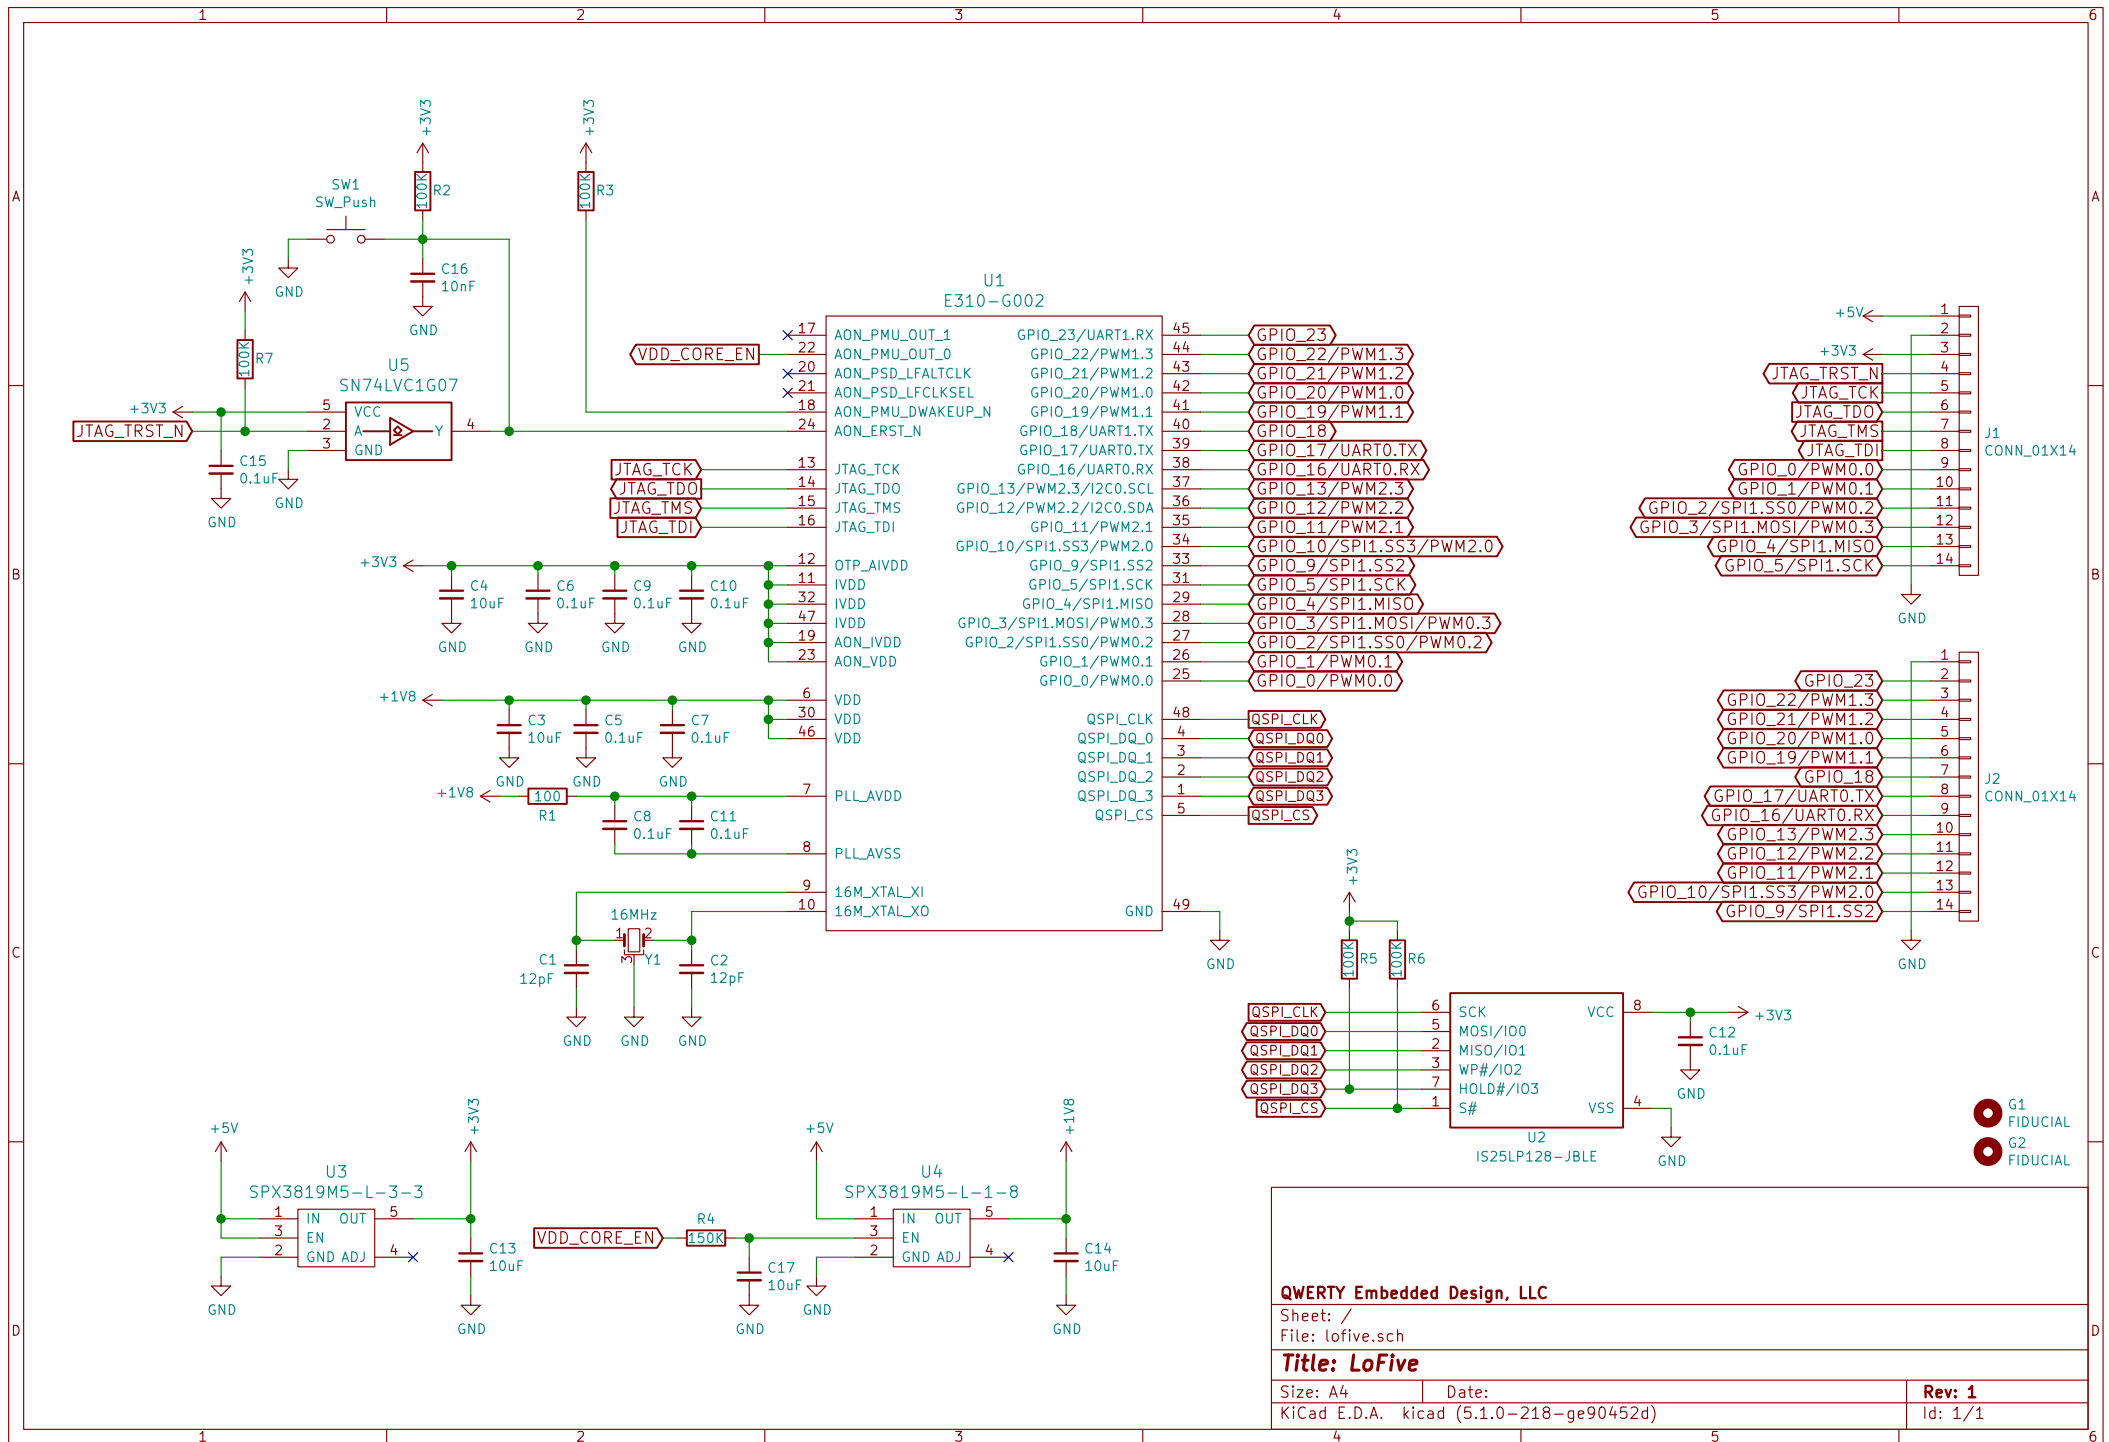 1 2 3 4 5 6
A
B
C
D
A
B
C
D
1 2 3 4 5 6
+3V3
100K
R2
SW1
SW_Push
GND
C16
10nF
GND
+3V3
100K
R3
+3V3
100K
R7
U5
SN74LVC1G07
+3V3
JTAG_TRST_N
5 VCC
2 A Y 4
3 GND
C15
0.1uF
GND
GND
U1
E310-G002
VDD_CORE_EN
17 AON_PMU_OUT_1
22 AON_PMU_OUT_0
20 AON_PSD_LFALTCLK
21 AON_PSD_LFCLKSEL
18 AON_PMU_DWAKEUP_N
24 AON_ERST_N
JTAG_TCK 13 JTAG_TCK
JTAG_TDO 14 JTAG_TDO
JTAG_TMS 15 JTAG_TMS
JTAG_TDI 16 JTAG_TDI
12 OTP_AIVDD
11 IVDD
32 IVDD
47 IVDD
19 AON_IVDD
23 AON_VDD
6 VDD
30 VDD
46 VDD
7 PLL_AVDD
8 PLL_AVSS
9 16M_XTAL_XI
10 16M_XTAL_XO
GPIO_23/UART1.RX 45 GPIO_23
GPIO_22/PWM1.3 44 GPIO_22/PWM1.3
GPIO_21/PWM1.2 43 GPIO_21/PWM1.2
GPIO_20/PWM1.0 42 GPIO_20/PWM1.0
GPIO_19/PWM1.1 41 GPIO_19/PWM1.1
GPIO_18/UART1.TX 40 GPIO_18
GPIO_17/UART0.TX 39 GPIO_17/UART0.TX
GPIO_16/UART0.RX 38 GPIO_16/UART0.RX
GPIO_13/PWM2.3/I2C0.SCL 37 GPIO_13/PWM2.3
GPIO_12/PWM2.2/I2C0.SDA 36 GPIO_12/PWM2.2
GPIO_11/PWM2.1 35 GPIO_11/PWM2.1
GPIO_10/SPI1.SS3/PWM2.0 34 GPIO_10/SPI1.SS3/PWM2.0
GPIO_9/SPI1.SS2 33 GPIO_9/SPI1.SS2
GPIO_5/SPI1.SCK 31 GPIO_5/SPI1.SCK
GPIO_4/SPI1.MISO 29 GPIO_4/SPI1.MISO
GPIO_3/SPI1.MOSI/PWM0.3 28 GPIO_3/SPI1.MOSI/PWM0.3
GPIO_2/SPI1.SS0/PWM0.2 27 GPIO_2/SPI1.SS0/PWM0.2
GPIO_1/PWM0.1 26 GPIO_1/PWM0.1
GPIO_0/PWM0.0 25 GPIO_0/PWM0.0
QSPI_CLK 48 QSPI_CLK
QSPI_DQ_0 4 QSPI_DQ0
QSPI_DQ_1 3 QSPI_DQ1
QSPI_DQ_2 2 QSPI_DQ2
QSPI_DQ_3 1 QSPI_DQ3
QSPI_CS 5 QSPI_CS
GND 49
GND
+3V3
C4
10uF
GND
C6
0.1uF
GND
C9
0.1uF
GND
C10
0.1uF
GND
+1V8
C3
10uF
GND
C5
0.1uF
GND
C7
0.1uF
GND
+1V8
100
R1
C8
0.1uF
C11
0.1uF
16MHz
1 2
3
Y1
C1
12pF
C2
12pF
GND
GND
GND
+5V 1
2
+3V3 3
JTAG_TRST_N 4
JTAG_TCK 5
JTAG_TDO 6
JTAG_TMS 7
JTAG_TDI 8
GPIO_0/PWM0.0 9
GPIO_1/PWM0.1 10
GPIO_2/SPI1.SS0/PWM0.2 11
GPIO_3/SPI1.MOSI/PWM0.3 12
GPIO_4/SPI1.MISO 13
GPIO_5/SPI1.SCK 14
J1
CONN_01X14
GND
1
GPIO_23 2
GPIO_22/PWM1.3 3
GPIO_21/PWM1.2 4
GPIO_20/PWM1.0 5
GPIO_19/PWM1.1 6
GPIO_18 7
GPIO_17/UART0.TX 8
GPIO_16/UART0.RX 9
GPIO_13/PWM2.3 10
GPIO_12/PWM2.2 11
GPIO_11/PWM2.1 12
GPIO_10/SPI1.SS3/PWM2.0 13
GPIO_9/SPI1.SS2 14
J2
CONN_01X14
GND
+3V3
100K
R5
100K
R6
QSPI_CLK 6 SCK
QSPI_DQ0 5 MOSI/IO0
QSPI_DQ1 2 MISO/IO1
QSPI_DQ2 3 WP#/IO2
QSPI_DQ3 7 HOLD#/IO3
QSPI_CS 1 S#
VCC 8
+3V3
C12
0.1uF
GND
VSS 4
GND
U2
IS25LP128-JBLE
G1
FIDUCIAL
G2
FIDUCIAL
+5V
+3V3
U3
SPX3819M5-L-3-3
1 IN OUT 5
3 EN
2 GND ADJ 4
GND
C13
10uF
GND
+5V
+1V8
U4
SPX3819M5-L-1-8
VDD_CORE_EN
R4
150K
1 IN OUT 5
3 EN
2 GND ADJ 4
C17
10uF
GND
GND
C14
10uF
GND
QWERTY Embedded Design, LLC
Sheet: /
File: lofive.sch
Title: LoFive
Size: A4 Date: Rev: 1
KiCad E.D.A. kicad (5.1.0-218-ge90452d) Id: 1/1